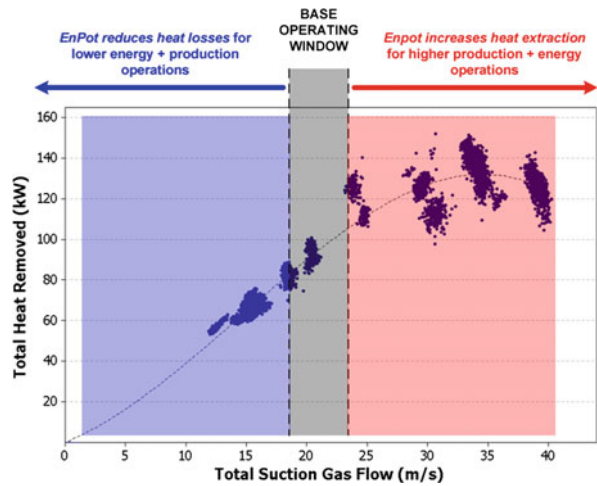 BASE
OPERATING
WINDOW
EnPot reduces heat losses for
lower energy + production
operations
Enpot increases heat extraction
for higher production + energy
operations
Total Heat Removed (kW)
160
140
120
100
80
60
40
20
0
5
10
15
20
25
30
35
40
Total Suction Gas Flow (m/s)